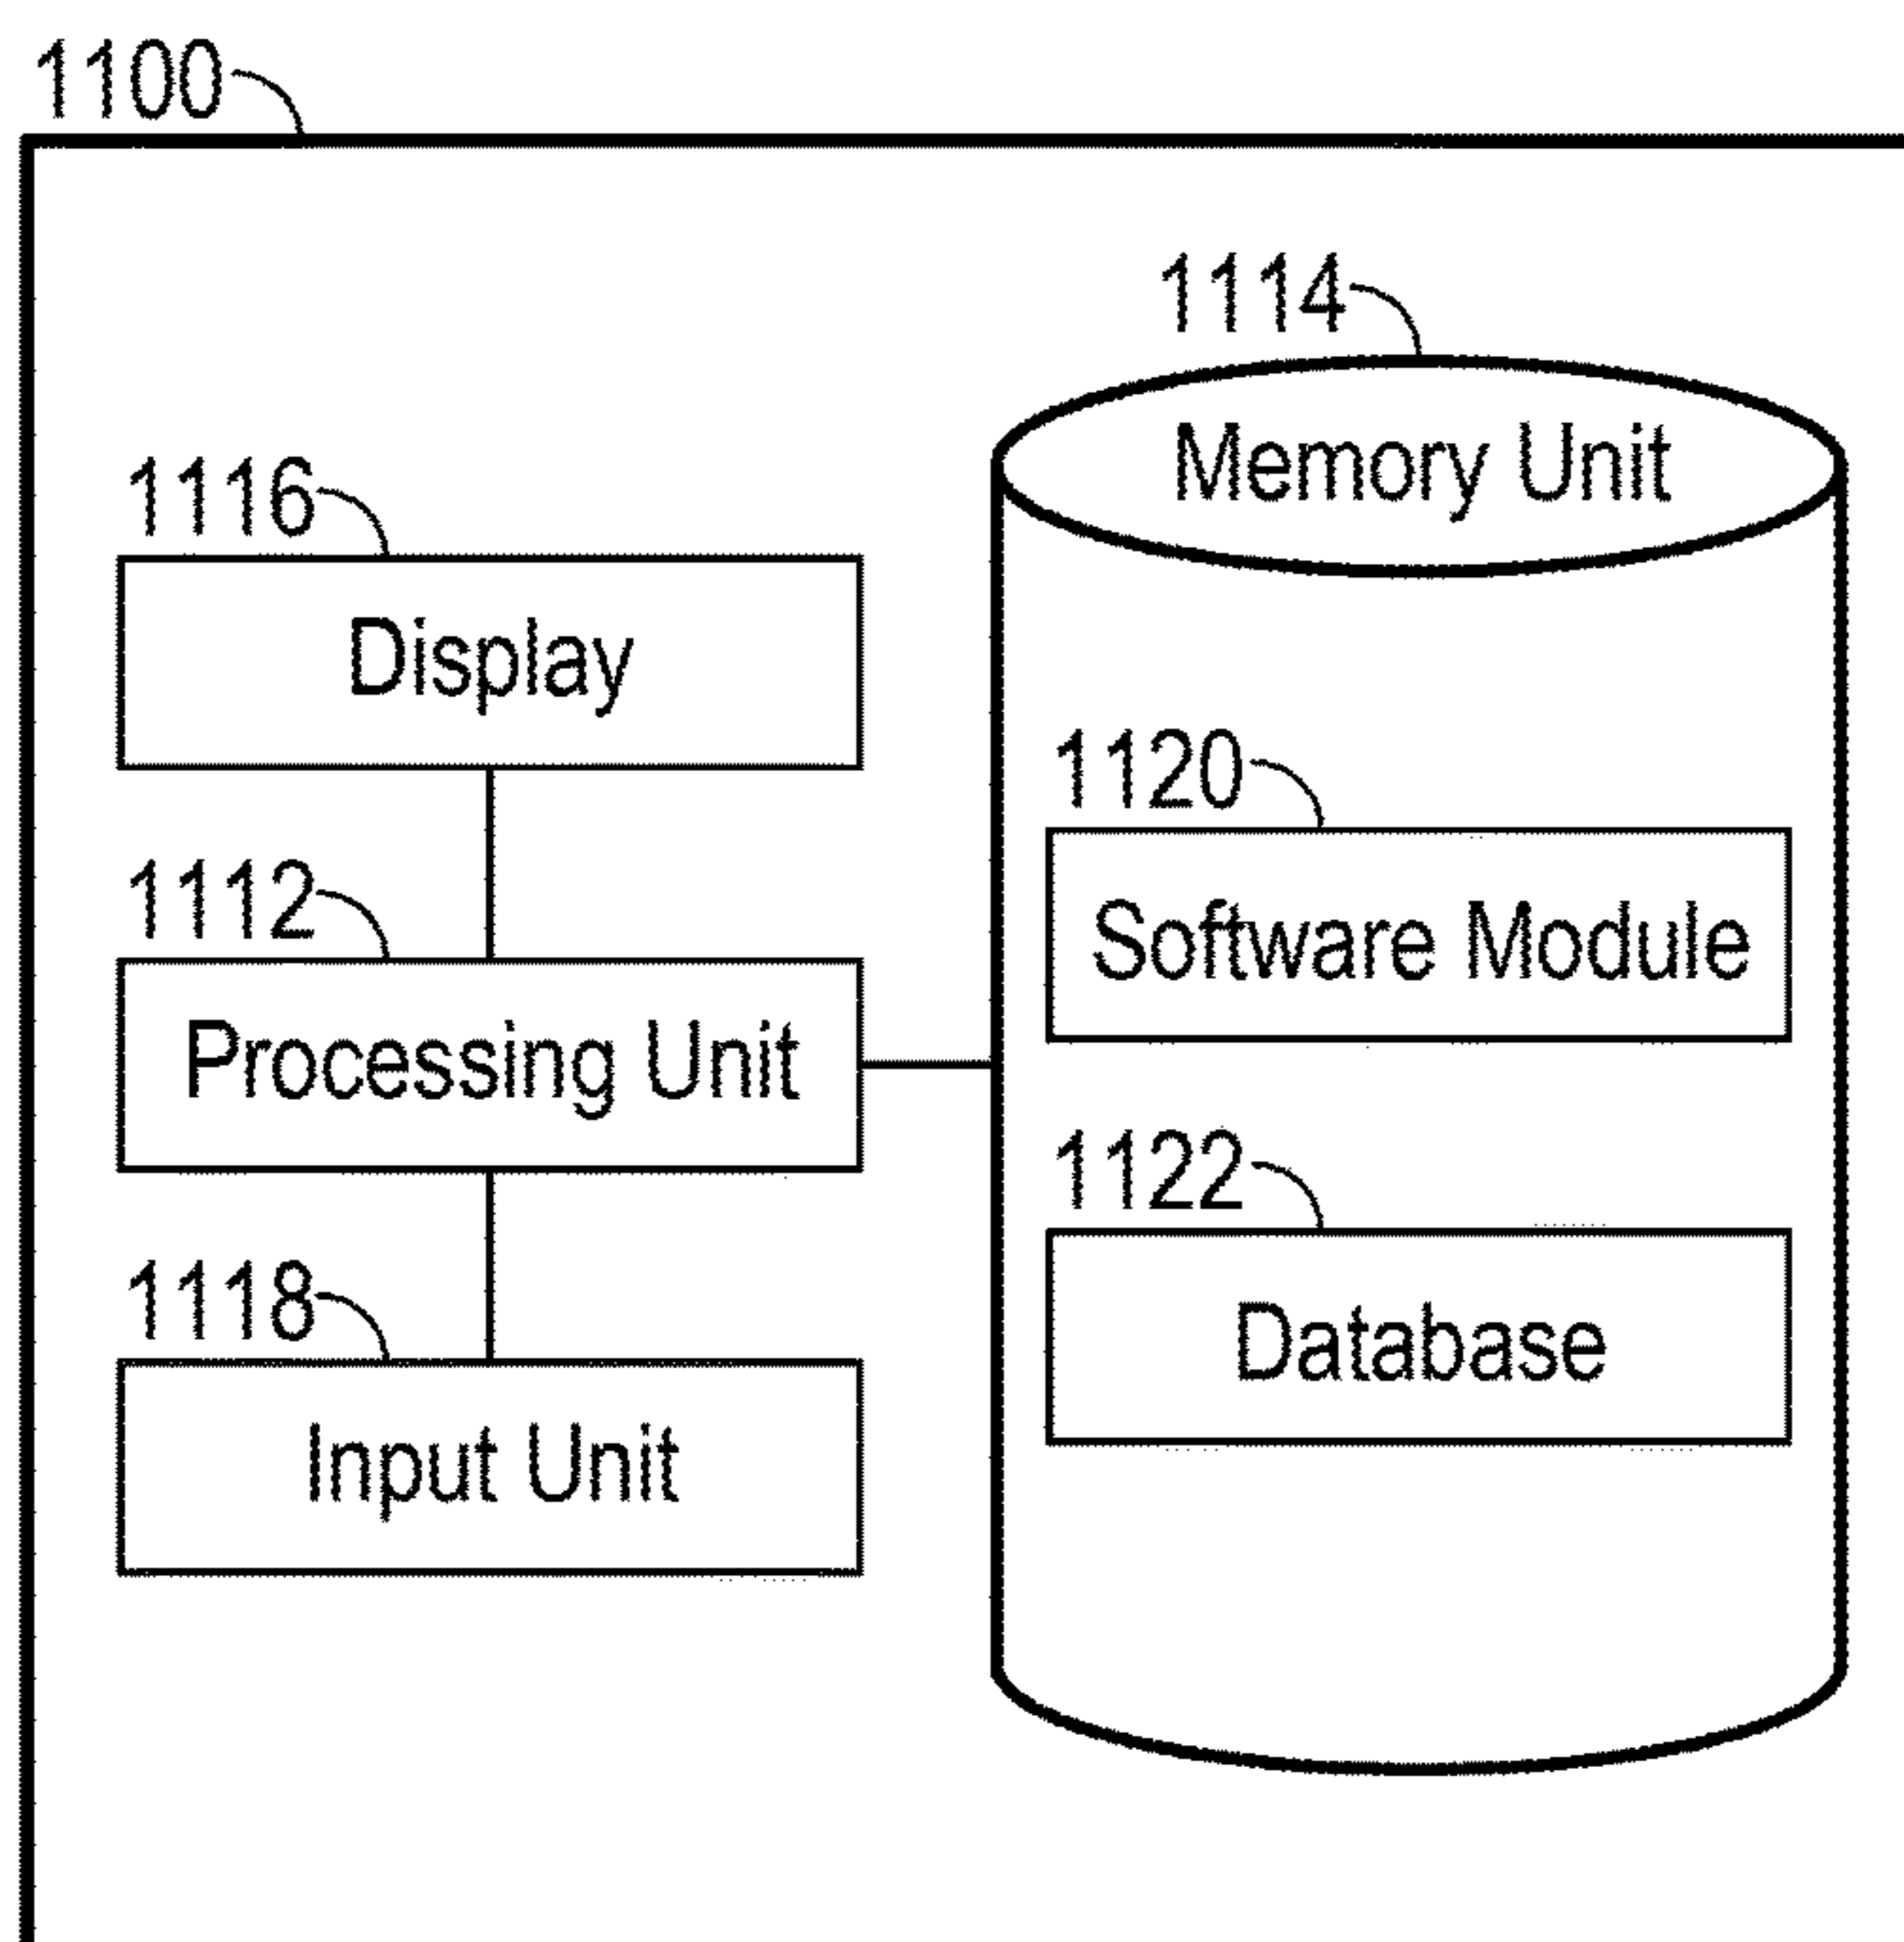 1100
1114
Memory Unit
1116
Display
1120
Software Module
1112
Processing Unit
1122
Database
1118
Input Unit